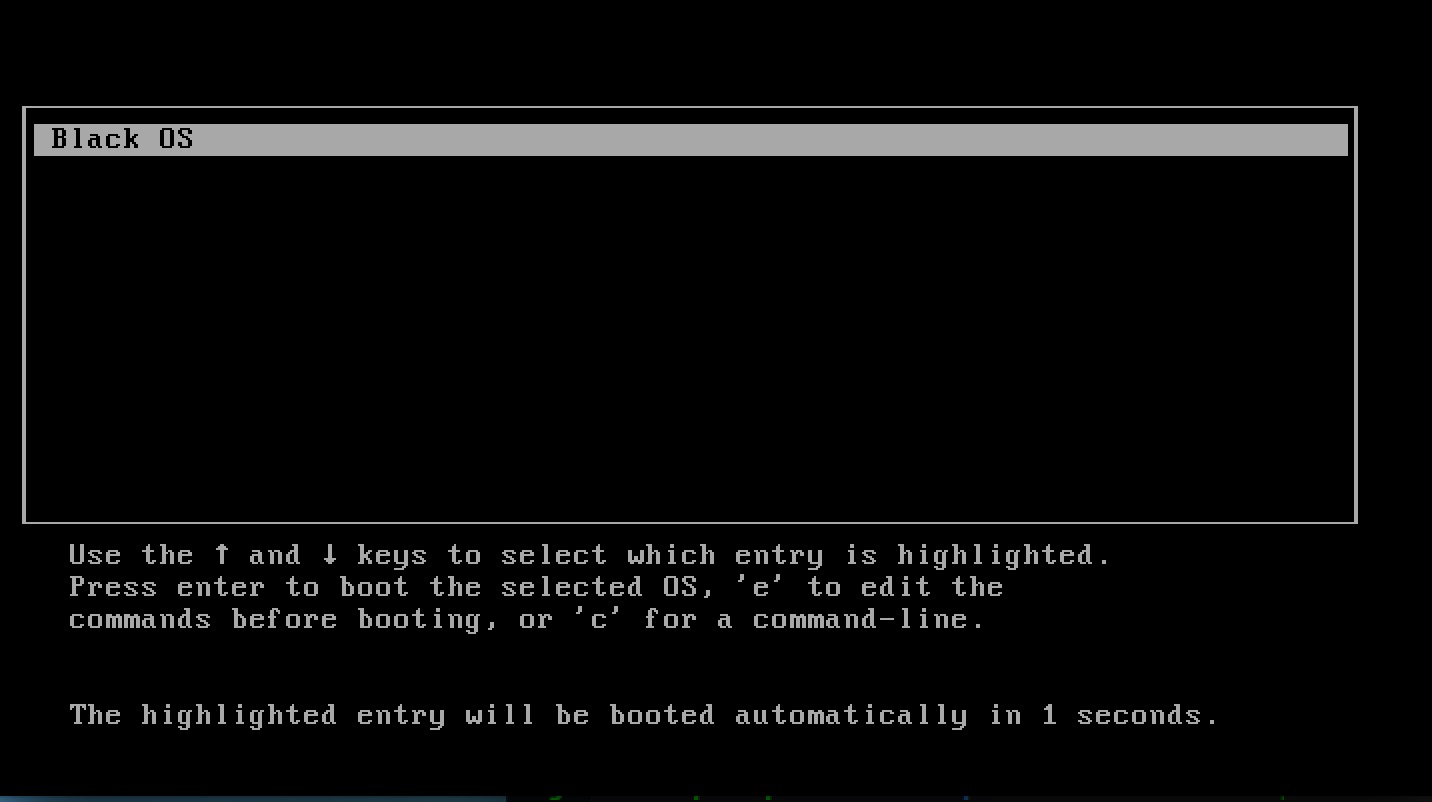 Black OS
Use the ↑ and ↓ keys to select which entry is highlighted.
Press enter to boot the selected OS, 'e' to edit the
commands before booting, or 'c' for a command-line.
The highlighted entry will be booted automatically in 1 seconds.